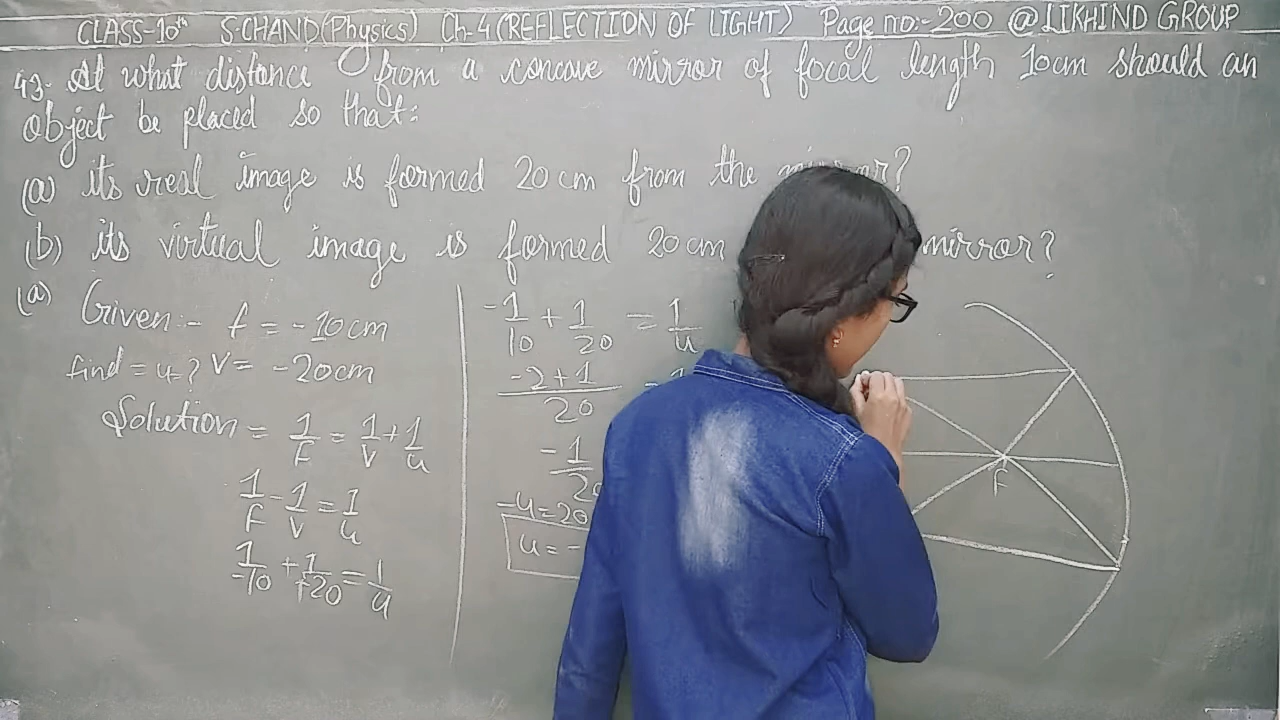 CLASS-10th S.CHAND(Physics) Ch-4(REFLECTION OF LIGHT) Page no:-200 @LIKHIND GROUP
43. At what distance from a concave mirror of focal length 10cm should an
object be placed so that:
(a) its real image is formed 20cm from the mirror?
(b) its virtual image is formed 20cm mirror?
(a) Given:- f = -10cm
find = u=? V= -20cm
Solution = 1/F = 1/V + 1/u
1/F - 1/V = 1/u
1/-10 + 1/+20 = 1/u
-1/10 + 1/20 = 1/u
-2+1/20 =
-1/20
-u=20
u= -
F